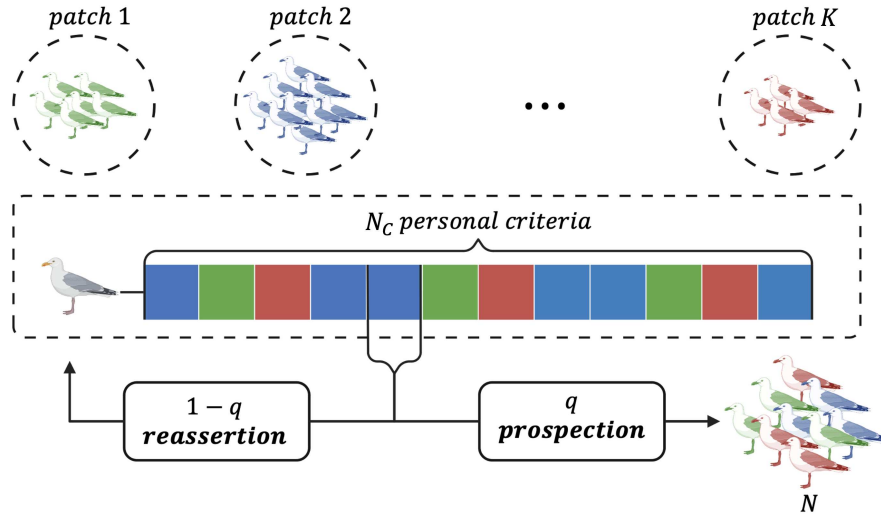 patch 1
patch 2
...
patch K
N_C personal criteria
1 − q
reassertion
q
prospection
N